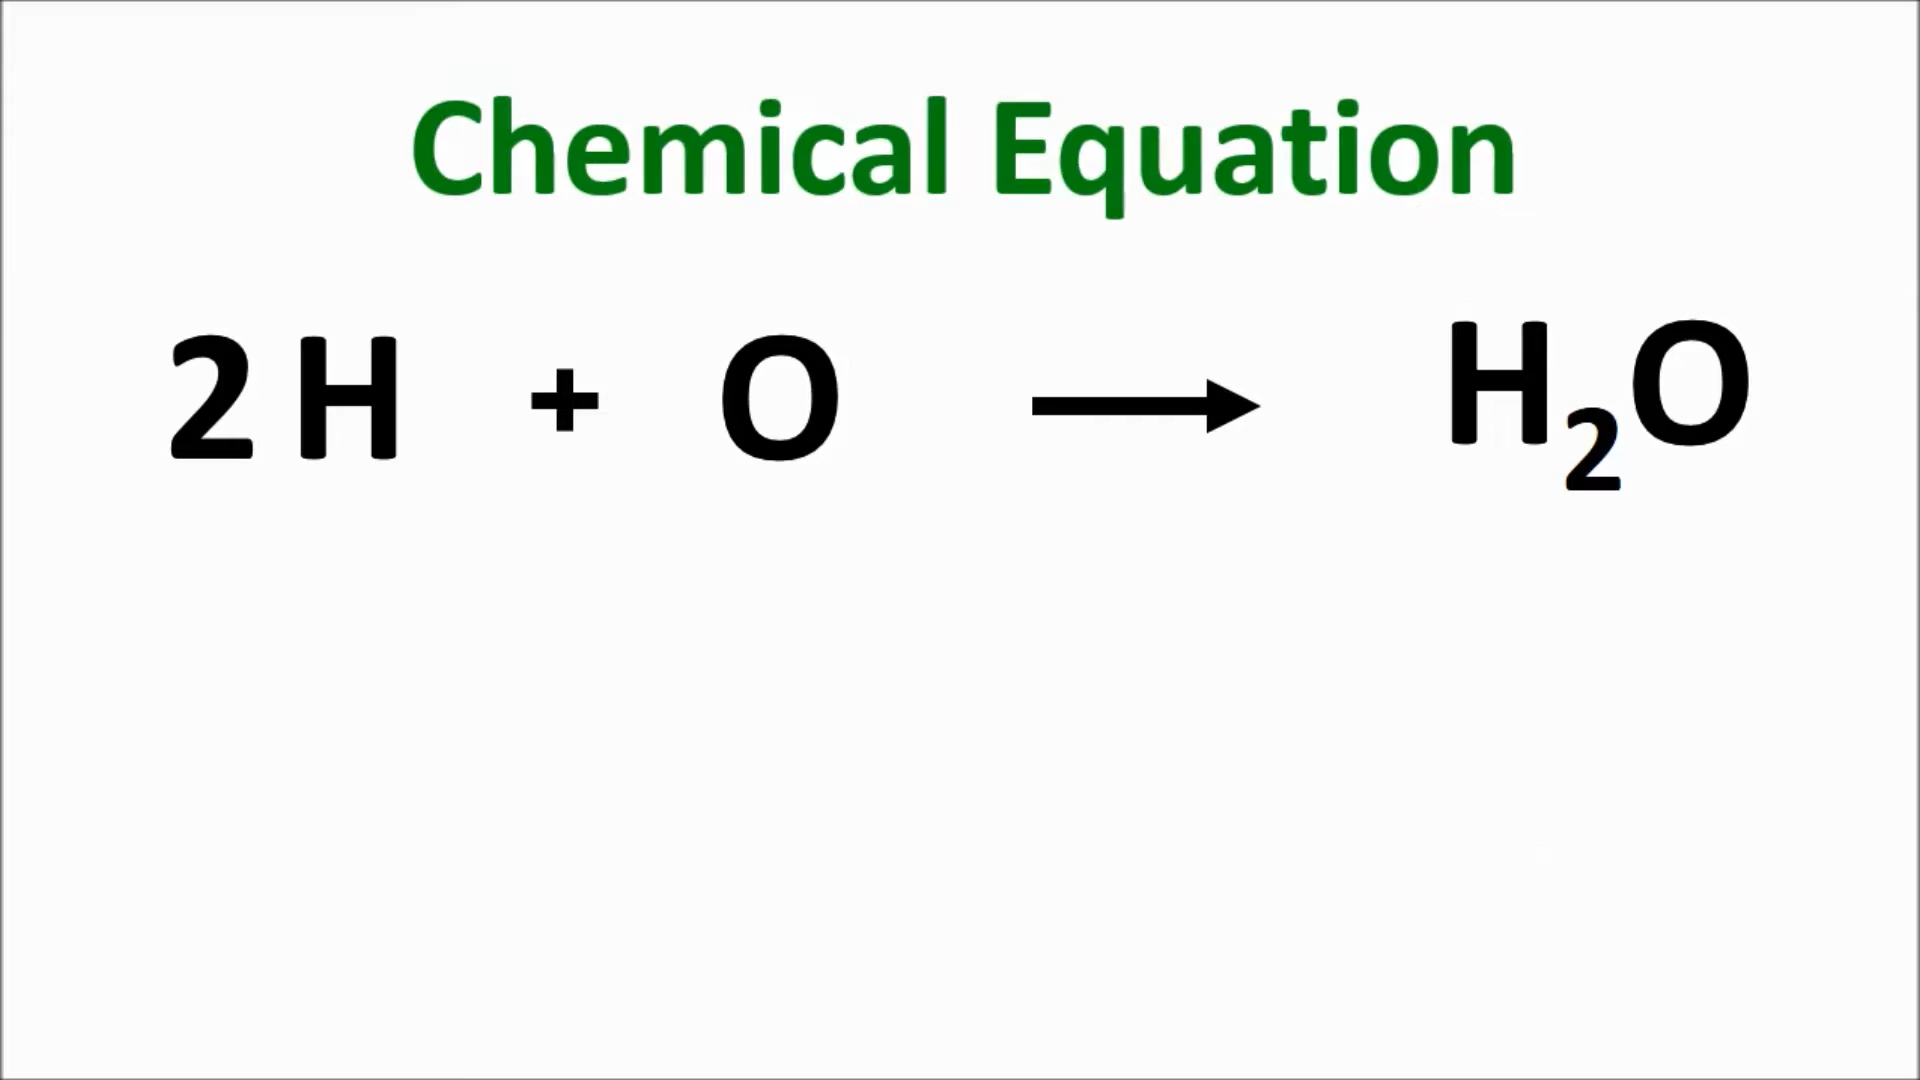 Chemical Equation
2 H + O → H₂O